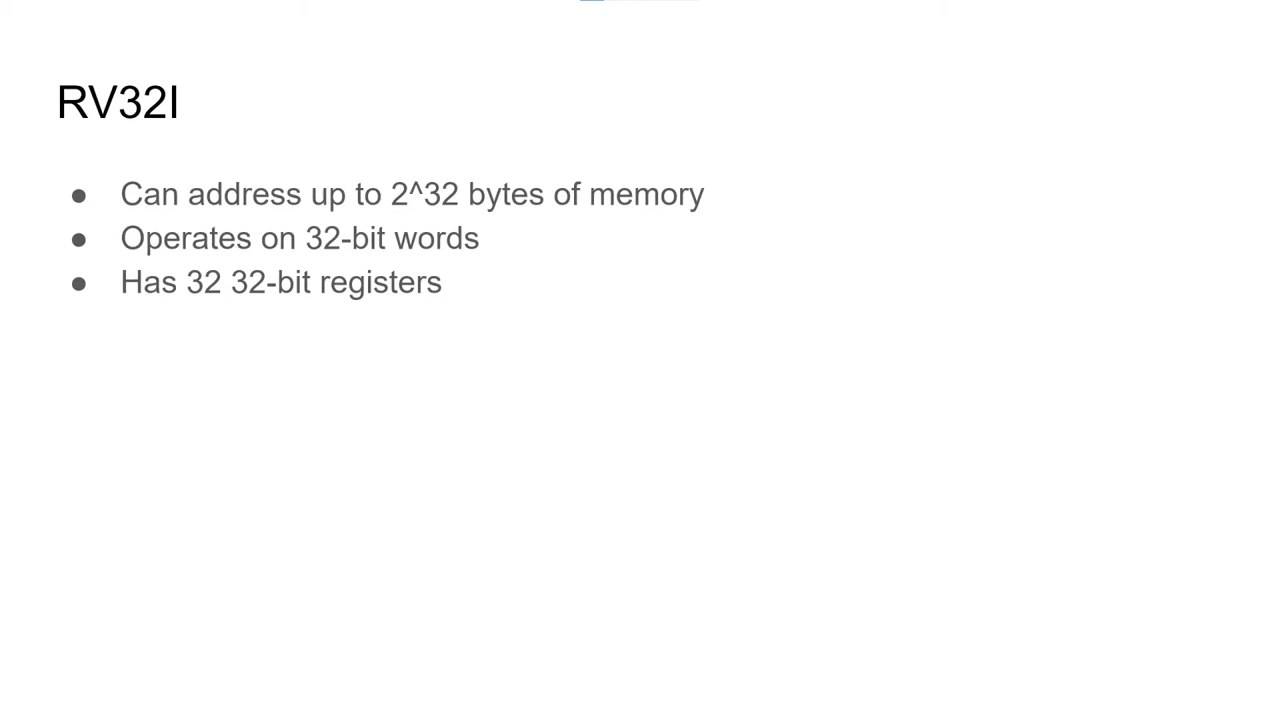 RV32I
● Can address up to 2^32 bytes of memory
● Operates on 32-bit words
● Has 32 32-bit registers